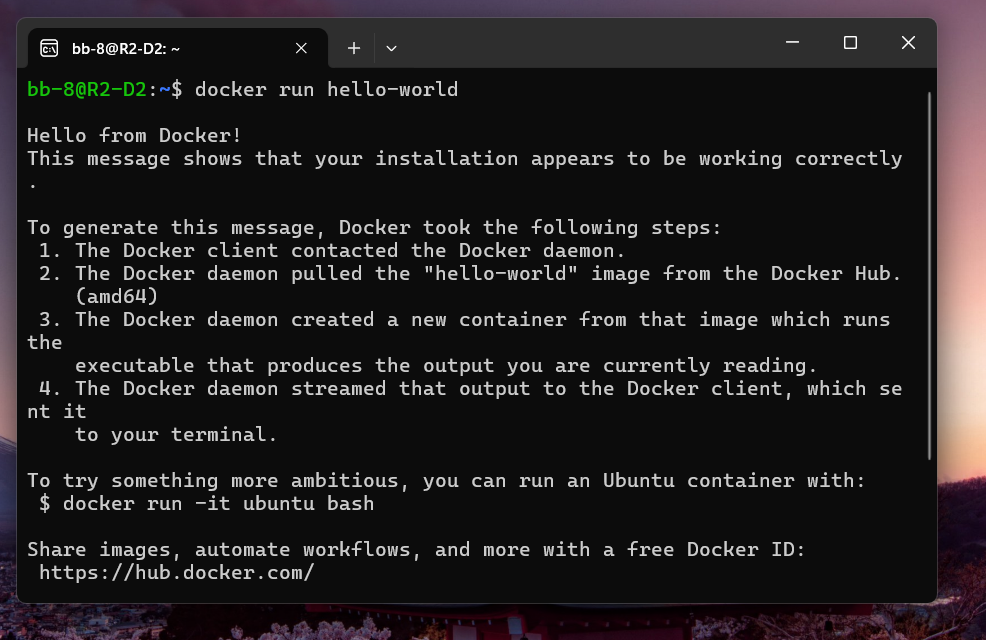 bb-8@R2-D2: ~
bb-8@R2-D2:~$ docker run hello-world
Hello from Docker!
This message shows that your installation appears to be working correctly
.
To generate this message, Docker took the following steps:
1. The Docker client contacted the Docker daemon.
2. The Docker daemon pulled the "hello-world" image from the Docker Hub.
(amd64)
3. The Docker daemon created a new container from that image which runs
the
executable that produces the output you are currently reading.
4. The Docker daemon streamed that output to the Docker client, which se
nt it
to your terminal.
To try something more ambitious, you can run an Ubuntu container with:
$ docker run -it ubuntu bash
Share images, automate workflows, and more with a free Docker ID:
https://hub.docker.com/